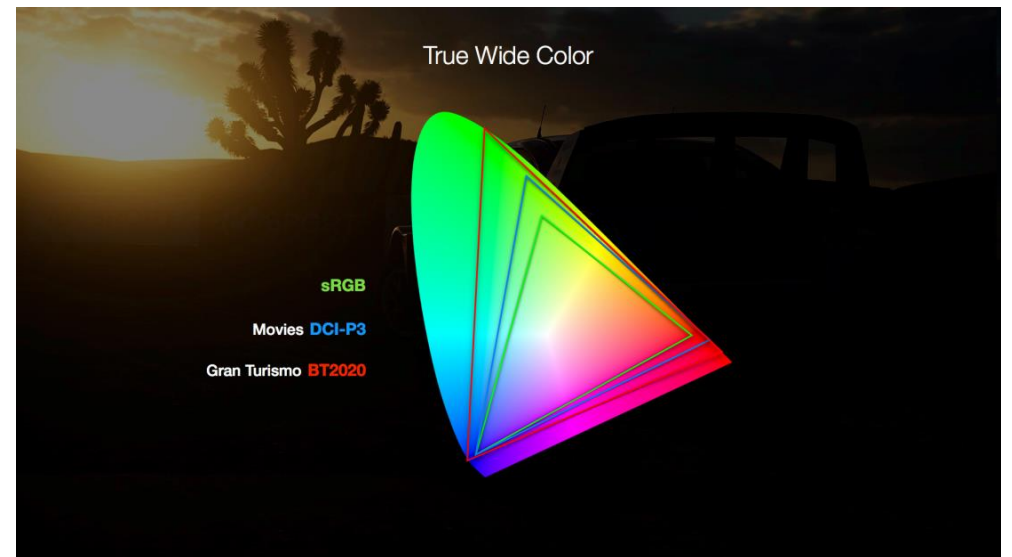 True Wide Color
sRGB
Movies DCI-P3
Gran Turismo BT2020